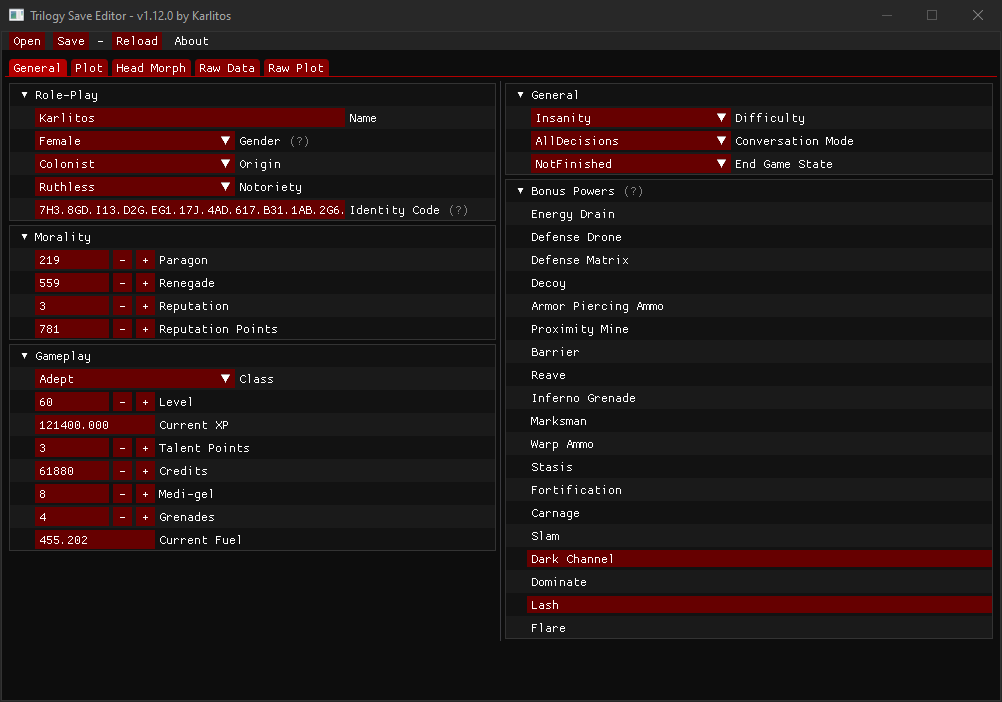 Trilogy Save Editor - v1.12.0 by Karlitos
Open Save - Reload About
General Plot Head Morph Raw Data Raw Plot
▼ Role-Play
Karlitos Name
Female ▼ Gender (?)
Colonist ▼ Origin
Ruthless ▼ Notoriety
7H3.8GD.I13.D2G.EG1.17J.4AD.617.B31.1AB.2G6. Identity Code (?)
▼ Morality
219 - + Paragon
559 - + Renegade
3 - + Reputation
781 - + Reputation Points
▼ Gameplay
Adept ▼ Class
60 - + Level
121400.000 Current XP
3 - + Talent Points
61880 - + Credits
8 - + Medi-gel
4 - + Grenades
455.202 Current Fuel
▼ General
Insanity ▼ Difficulty
AllDecisions ▼ Conversation Mode
NotFinished ▼ End Game State
▼ Bonus Powers (?)
Energy Drain
Defense Drone
Defense Matrix
Decoy
Armor Piercing Ammo
Proximity Mine
Barrier
Reave
Inferno Grenade
Marksman
Warp Ammo
Stasis
Fortification
Carnage
Slam
Dark Channel
Dominate
Lash
Flare